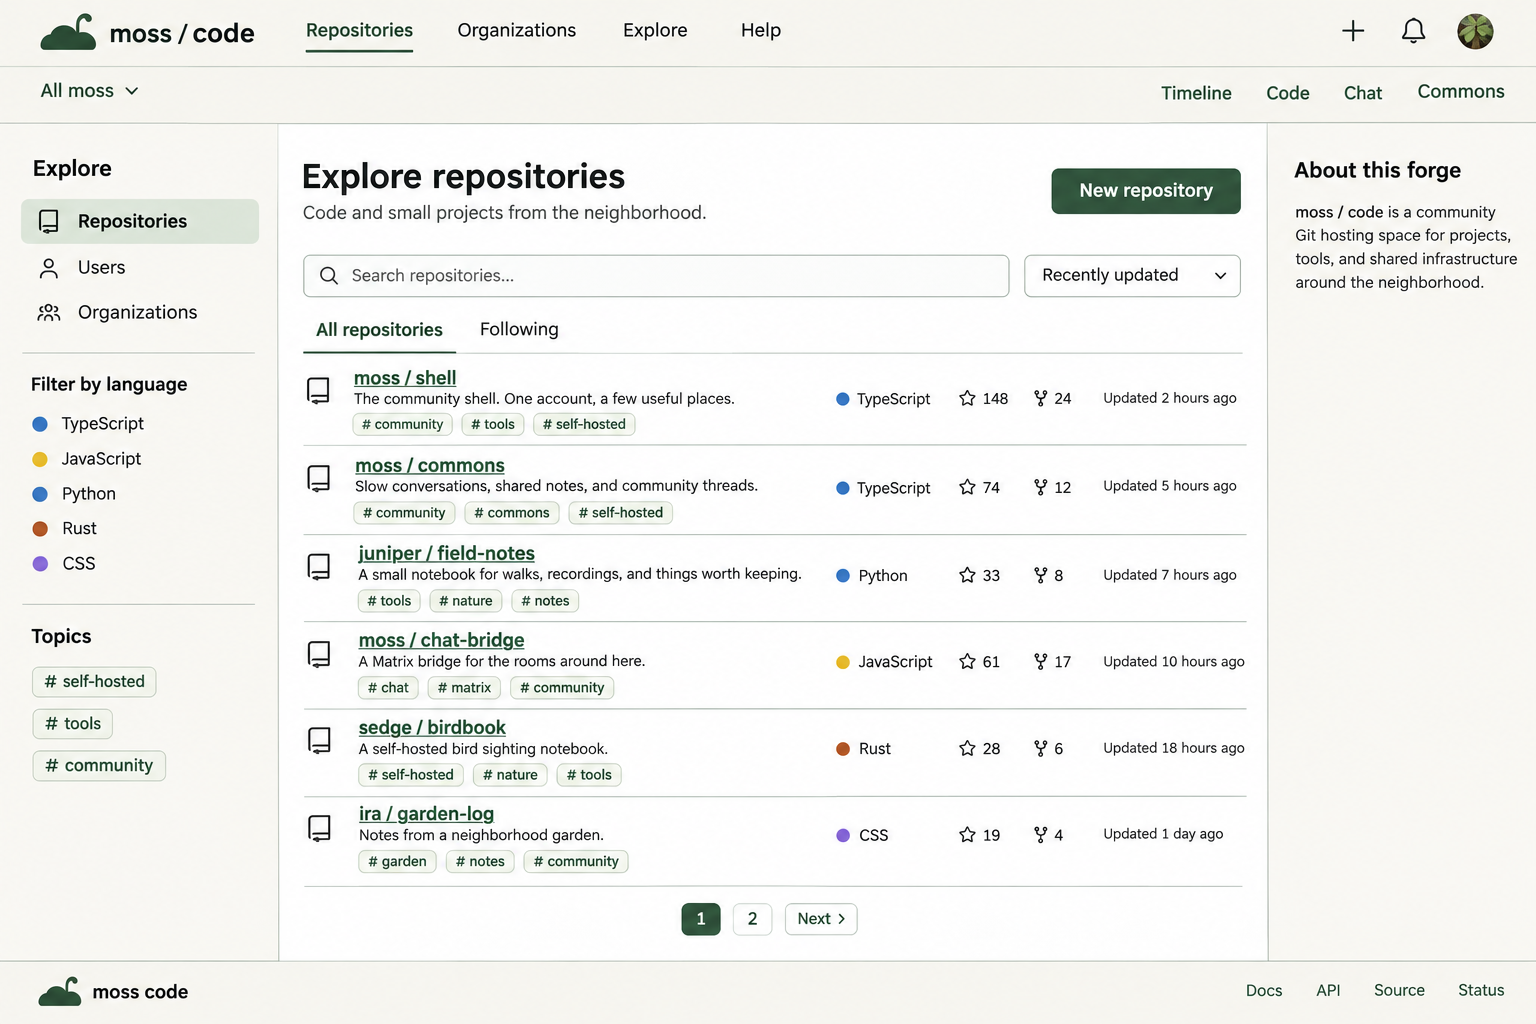 moss / code
Repositories
Organizations
Explore
Help
All moss
Timeline
Code
Chat
Commons
Explore
Repositories
Users
Organizations
Filter by language
TypeScript
JavaScript
Python
Rust
CSS
Topics
# self-hosted
# tools
# community
Explore repositories
Code and small projects from the neighborhood.
New repository
Search repositories...
Recently updated
All repositories
Following
moss / shell
The community shell. One account, a few useful places.
# community # tools # self-hosted
TypeScript 148 24 Updated 2 hours ago
moss / commons
Slow conversations, shared notes, and community threads.
# community # commons # self-hosted
TypeScript 74 12 Updated 5 hours ago
juniper / field-notes
A small notebook for walks, recordings, and things worth keeping.
# tools # nature # notes
Python 33 8 Updated 7 hours ago
moss / chat-bridge
A Matrix bridge for the rooms around here.
# chat # matrix # community
JavaScript 61 17 Updated 10 hours ago
sedge / birdbook
A self-hosted bird sighting notebook.
# self-hosted # nature # tools
Rust 28 6 Updated 18 hours ago
ira / garden-log
Notes from a neighborhood garden.
# garden # notes # community
CSS 19 4 Updated 1 day ago
1 2 Next
About this forge
moss / code is a community
Git hosting space for projects,
tools, and shared infrastructure
around the neighborhood.
moss code
Docs
API
Source
Status